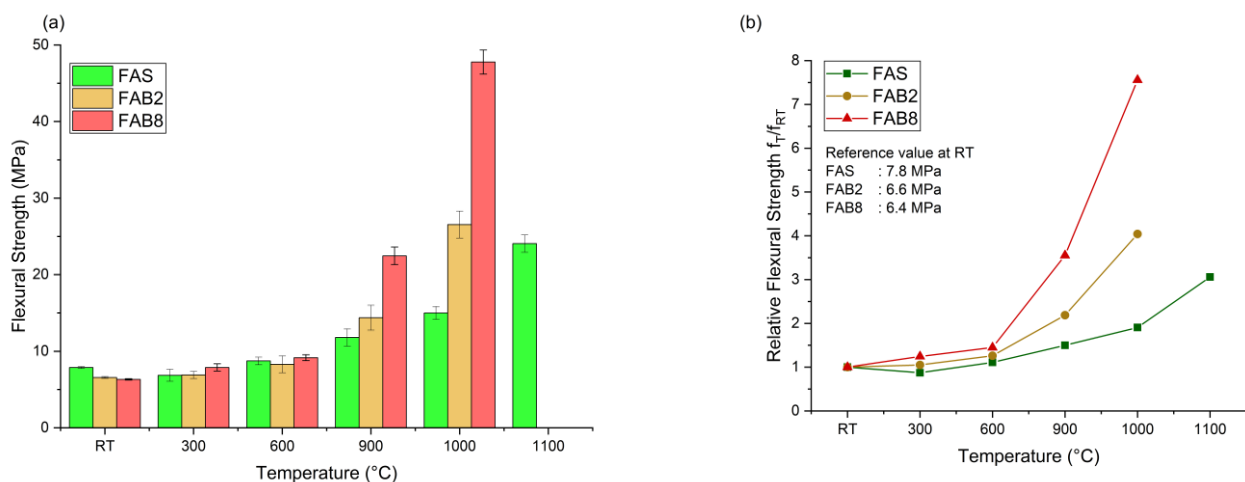 (a)
50
40
30
20
10
0
Flexural Strength (MPa)
FAS
FAB2
FAB8
RT 300 600 900 1000 1100
Temperature (°C)
(b)
8
7
6
5
4
3
2
1
0
Relative Flexural Strength f_T/f_RT
FAS
FAB2
FAB8
Reference value at RT
FAS : 7.8 MPa
FAB2 : 6.6 MPa
FAB8 : 6.4 MPa
RT 300 600 900 1000 1100
Temperature (°C)